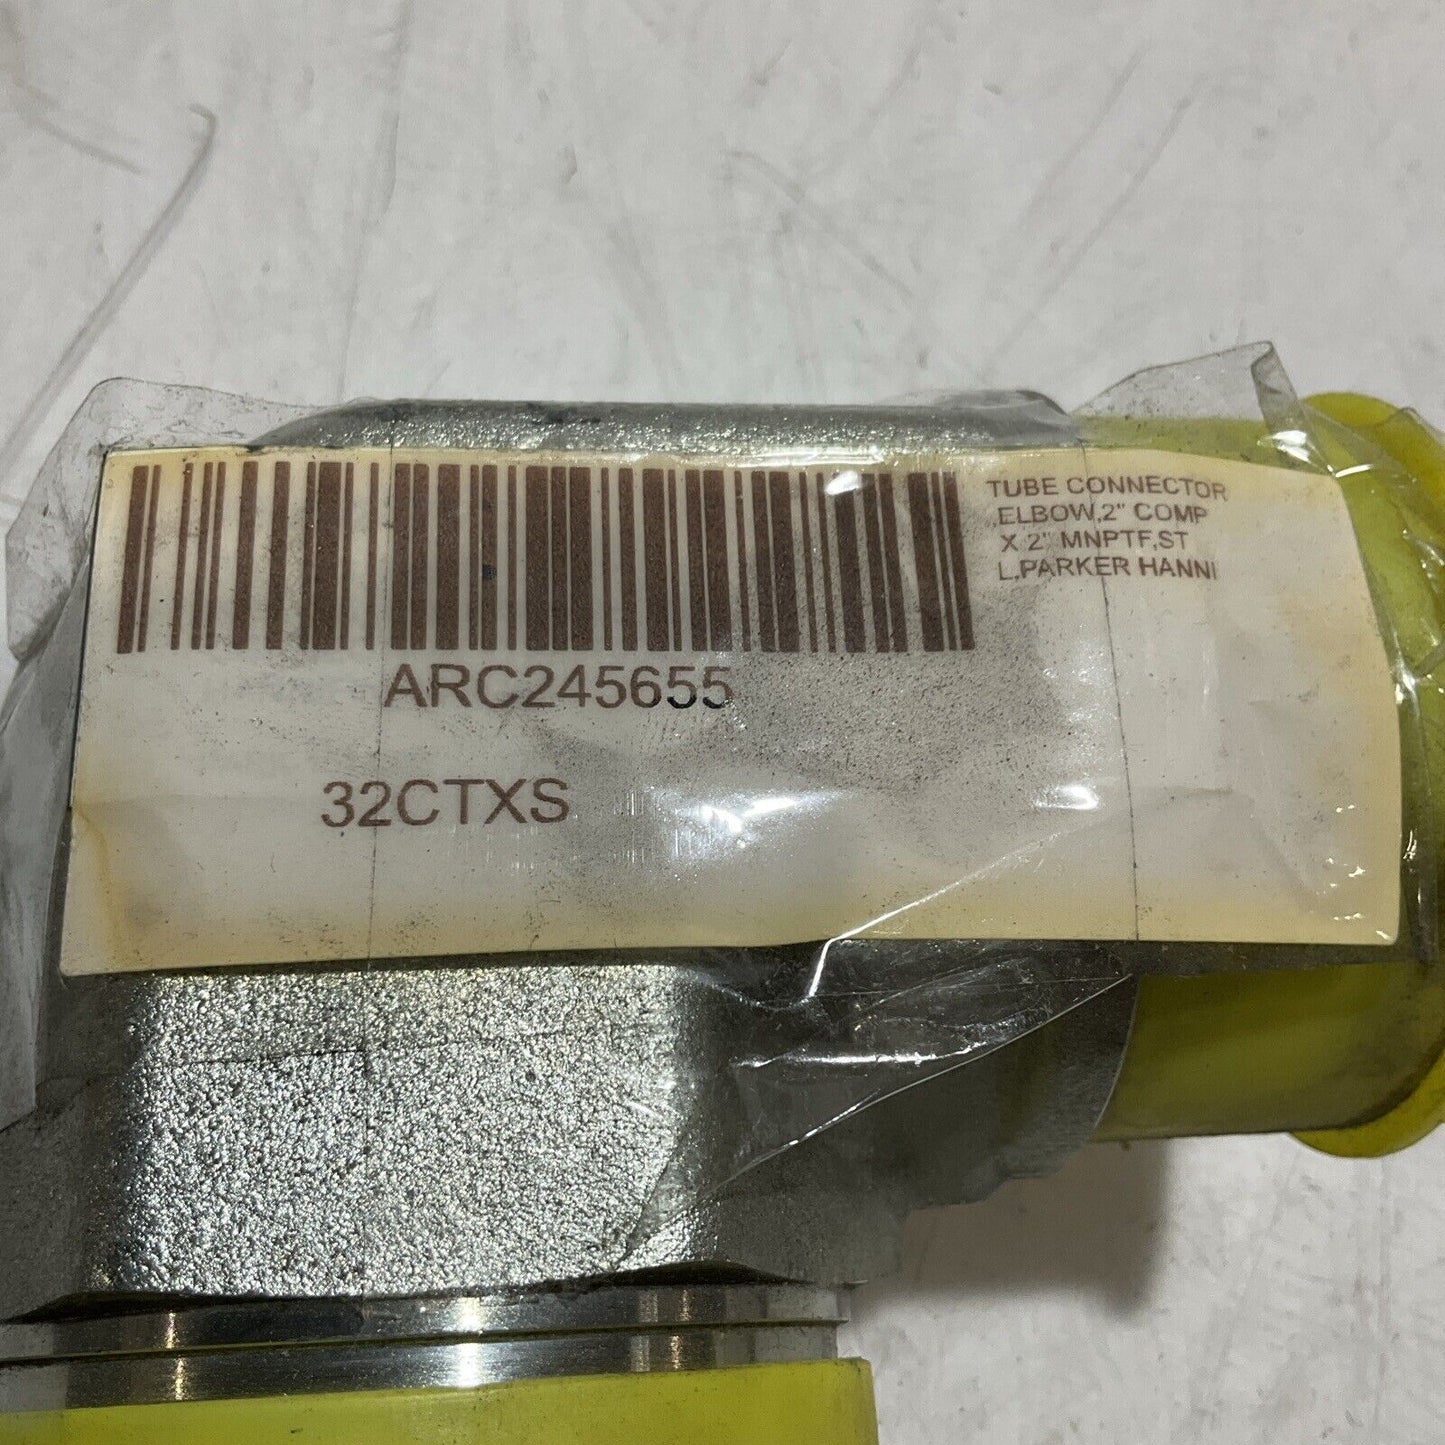 TUBE CONNECTOR
,ELBOW,2" COMP
X 2" MNPTF,ST
L,PARKER HANNI
ARC245655
32CTXS